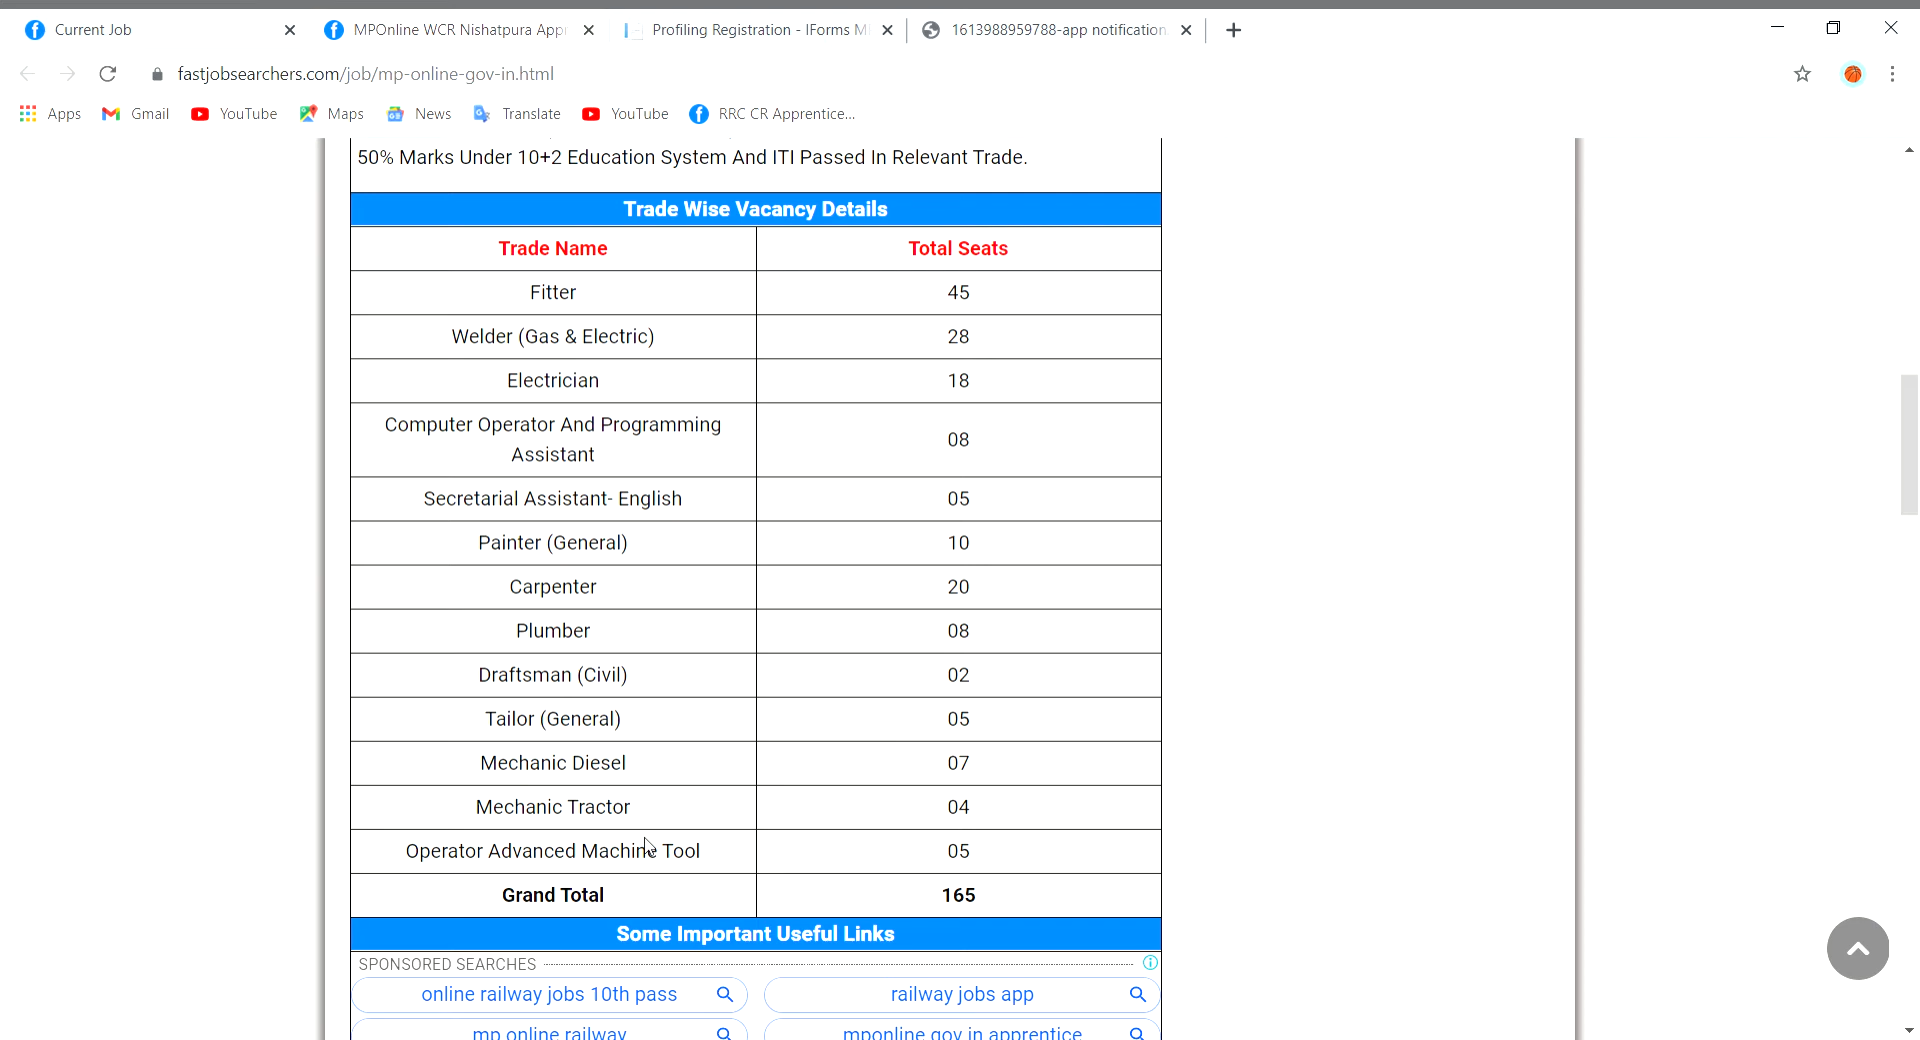 Current Job
MPOnline WCR Nishatpura Appr
Profiling Registration - IForms M
1613988959788-app notification
fastjobsearchers.com/job/mp-online-gov-in.html
Apps
Gmail
YouTube
Maps
News
Translate
YouTube
RRC CR Apprentice...
50% Marks Under 10+2 Education System And ITI Passed In Relevant Trade.
Trade Wise Vacancy Details
Trade Name Total Seats
Fitter 45
Welder (Gas & Electric) 28
Electrician 18
Computer Operator And Programming
Assistant 08
Secretarial Assistant- English 05
Painter (General) 10
Carpenter 20
Plumber 08
Draftsman (Civil) 02
Tailor (General) 05
Mechanic Diesel 07
Mechanic Tractor 04
Operator Advanced Machine Tool 05
Grand Total 165
Some Important Useful Links
SPONSORED SEARCHES
online railway jobs 10th pass
railway jobs app
mp online railway
mponline gov in apprentice